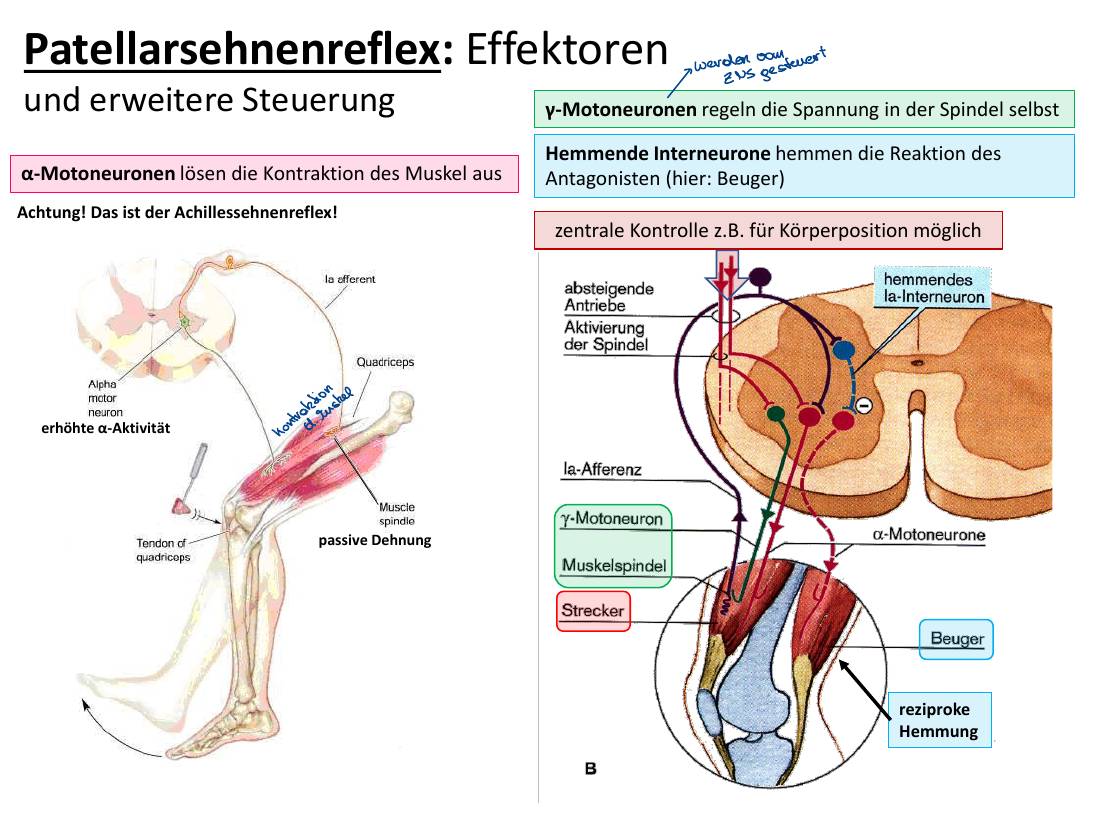 Patellarsehnenreflex: Effektoren
und erweitere Steuerung
werden vom
ZNS gesteuert
γ-Motoneuronen regeln die Spannung in der Spindel selbst
Hemmende Interneurone hemmen die Reaktion des
Antagonisten (hier: Beuger)
α-Motoneuronen lösen die Kontraktion des Muskel aus
Achtung! Das ist der Achillessehnenreflex!
zentrale Kontrolle z.B. für Körperposition möglich
Ia afferent
Quadriceps
Alpha
motor
neuron
erhöhte α-Aktivität
Kontraktion
d. Muskel
Muscle
spindle
passive Dehnung
Tendon of
quadriceps
absteigende
Antriebe
Aktivierung
der Spindel
hemmendes
Ia-Interneuron
Ia-Afferenz
γ-Motoneuron
α-Motoneurone
Muskelspindel
Strecker
Beuger
reziproke
Hemmung
B